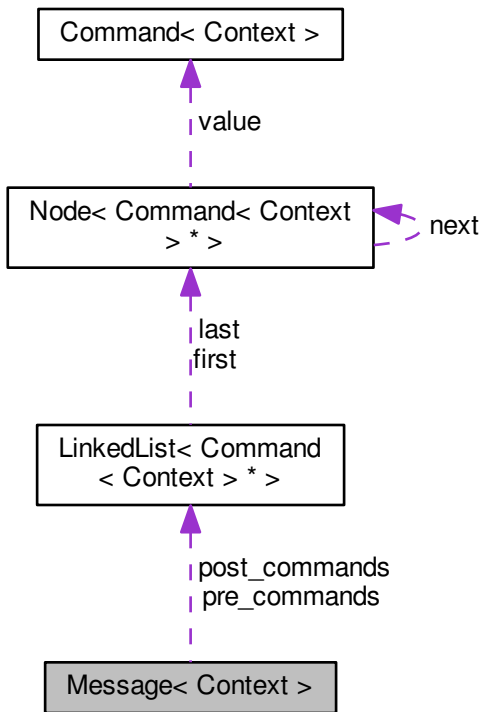 Command< Context >
value
Node< Command< Context
> * >
next
last
first
LinkedList< Command
< Context > * >
post_commands
pre_commands
Message< Context >